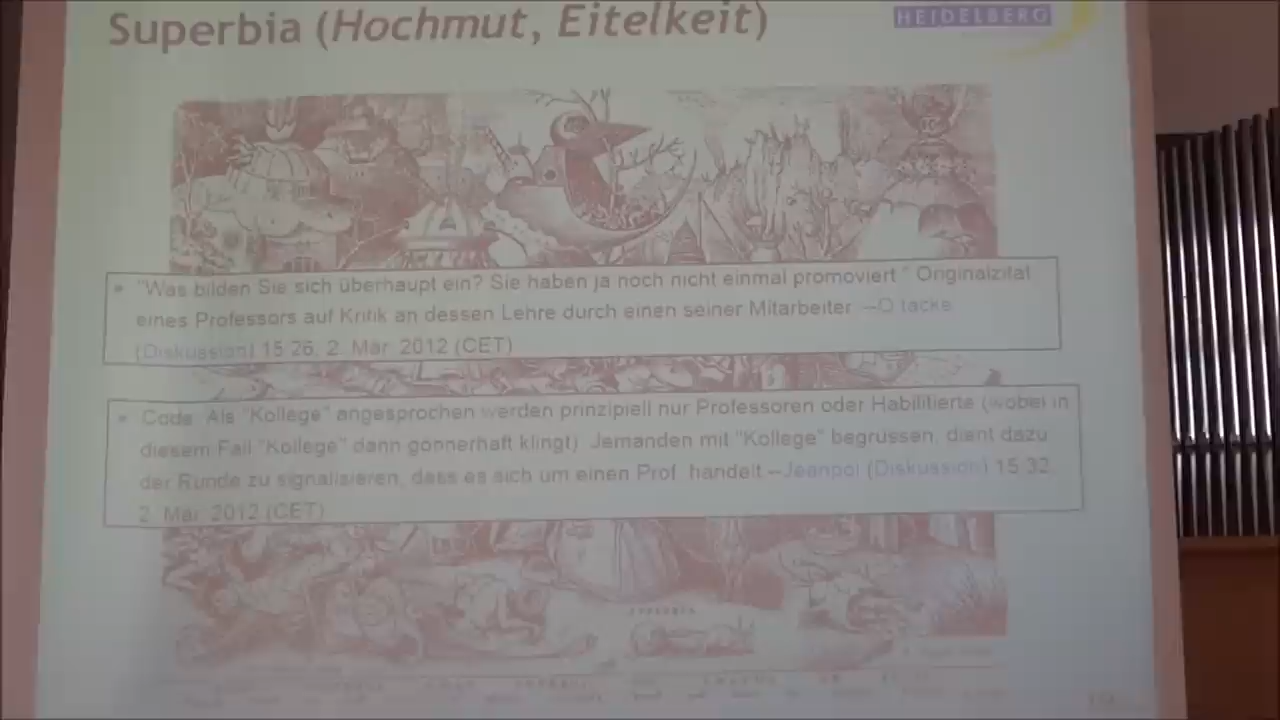 Superbia (Hochmut, Eitelkeit)
HEIDELBERG
"Was bilden Sie sich überhaupt ein? Sie haben ja noch nicht einmal promoviert." Originalzitat
eines Professors auf Kritik an dessen Lehre durch einen seiner Mitarbeiter. --O.tacke
(Diskussion) 15:26, 2. Mär. 2012 (CET)
Code: Als "Kollege" angesprochen werden prinzipiell nur Professoren oder Habilitierte (wobei in
diesem Fall "Kollege" dann gönnerhaft klingt). Jemanden mit "Kollege" begrüssen, dient dazu
der Runde zu signalisieren, dass es sich um einen Prof. handelt.--Jeanpol (Diskussion) 15:32,
2. Mär. 2012 (CET)
SUPERBIA